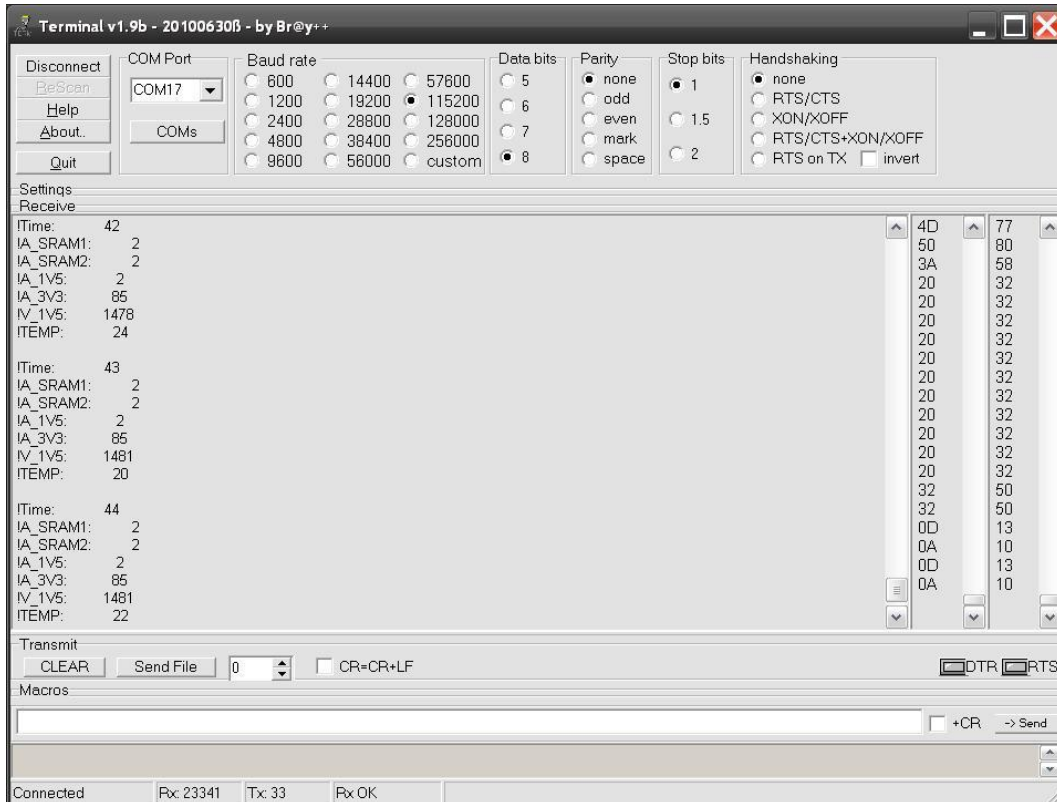 Terminal v1.9b - 20100630ß - by Br@y++
Disconnect
ReScan
Help
About..
Quit
COM Port
COM17
COMs
Baud rate
600 14400 57600
1200 19200 115200
2400 28800 128000
4800 38400 256000
9600 56000 custom
Data bits
5
6
7
8
Parity
none
odd
even
mark
space
Stop bits
1
1.5
2
Handshaking
none
RTS/CTS
XON/XOFF
RTS/CTS+XON/XOFF
RTS on TX invert
Settings
Receive
!Time: 42
!A_SRAM1: 2
!A_SRAM2: 2
!A_1V5: 2
!A_3V3: 85
!V_1V5: 1478
!TEMP: 24
!Time: 43
!A_SRAM1: 2
!A_SRAM2: 2
!A_1V5: 2
!A_3V3: 85
!V_1V5: 1481
!TEMP: 20
!Time: 44
!A_SRAM1: 2
!A_SRAM2: 2
!A_1V5: 2
!A_3V3: 85
!V_1V5: 1481
!TEMP: 22
4D 77
50 80
3A 58
20 32
20 32
20 32
20 32
20 32
20 32
20 32
20 32
20 32
20 32
20 32
32 50
32 50
0D 13
0A 10
0D 13
0A 10
Transmit
CLEAR Send File 0 CR=CR+LF DTR RTS
Macros
+CR -> Send
Connected Rx: 23341 Tx: 33 Rx OK